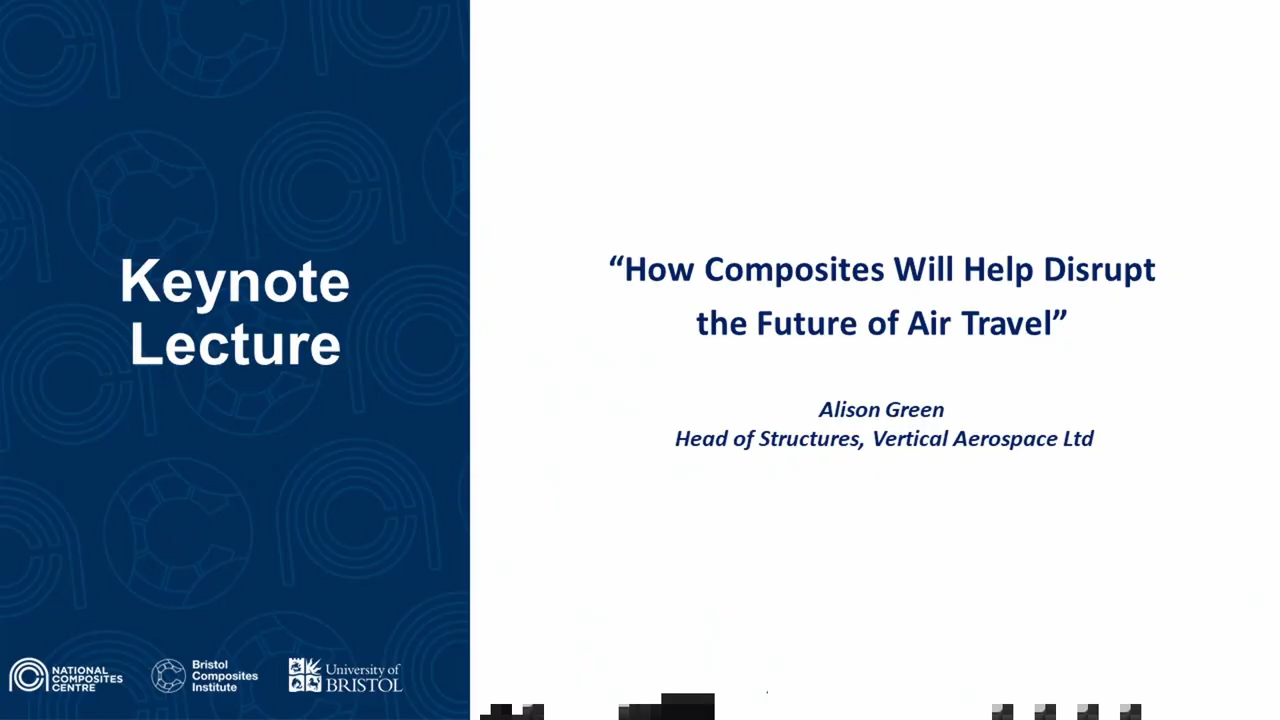 Keynote
Lecture
“How Composites Will Help Disrupt
the Future of Air Travel”
Alison Green
Head of Structures, Vertical Aerospace Ltd
NATIONAL
COMPOSITES
CENTRE
Bristol
Composites
Institute
University of
BRISTOL